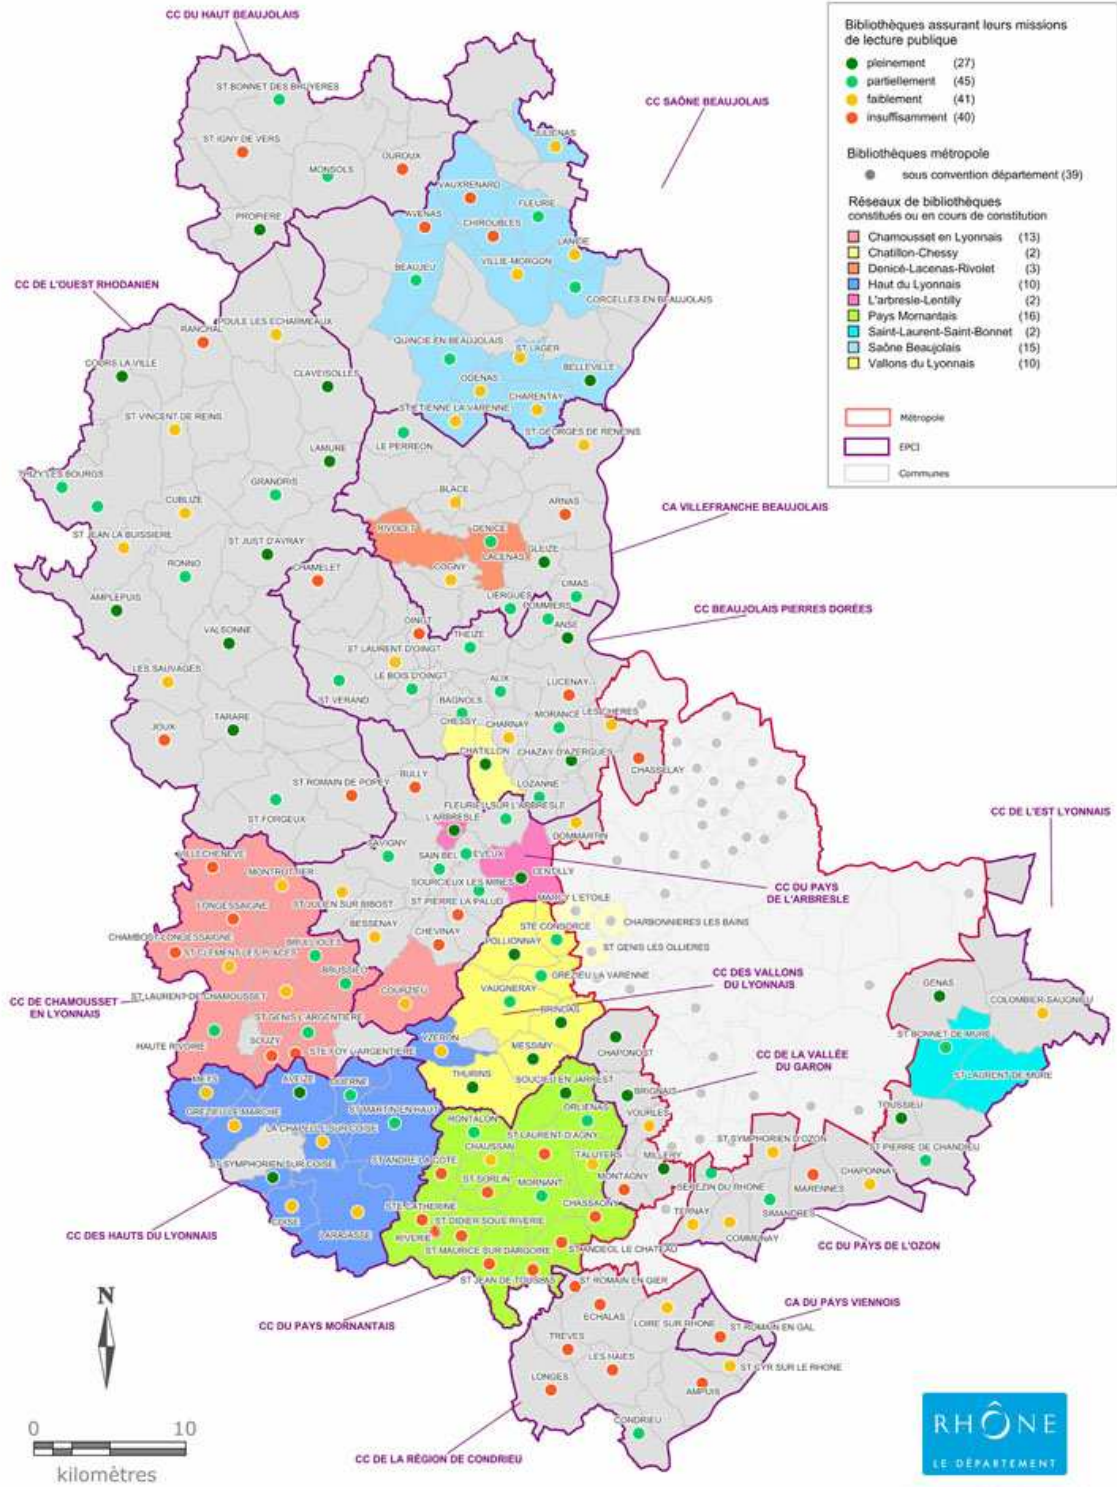 CC DU HAUT BEAUJOLAIS
Bibliothèques assurant leurs missions
de lecture publique
pleinement (27)
partiellement (45)
faiblement (41)
insuffisamment (40)
Bibliothèques métropole
sous convention département (39)
Réseaux de bibliothèques
constitués ou en cours de constitution
Chamousset en Lyonnais (13)
Chatillon-Chessy (2)
Denicé-Lacenas-Rivolet (3)
Haut du Lyonnais (10)
L'arbresle-Lentilly (2)
Pays Mornantais (16)
Saint-Laurent-Saint-Bonnet (2)
Saône Beaujolais (15)
Vallons du Lyonnais (10)
Métropole
EPCI
Communes
ST BONNET DES BRUYERES
CC SAÔNE BEAUJOLAIS
ST IGNY DE VERS
JULIENAS
OUROUX
MONSOLS
VAUXRENARD
FLEURIE
PROPIERE
AVENAS
CHIROUBLES
LANCIE
BEAUJEU
VILLIE-MORGON
CC DE L'OUEST RHODANIEN
CORCELLES EN BEAUJOLAIS
POULE LES ECHARMEAUX
RANCHAL
QUINCIE EN BEAUJOLAIS
ST LAGER
COURS LA VILLE
CLAVEISOLLES
ODENAS
BELLEVILLE
CHARENTAY
ST ETIENNE LA VARENNE
ST VINCENT DE REINS
ST GEORGES DE RENEINS
LE PERREON
LAMURE
THIZY LES BOURGS
GRANDRIS
CUBLIZE
BLACE
ARNAS
CA VILLEFRANCHE BEAUJOLAIS
RIVOLET
DENICE
ST JEAN LA BUISSIERE
ST JUST D'AVRAY
LACENAS
GLEIZE
RONNO
CHAMELET
COGNY
LIMAS
AMPLEPUIS
LIERGUES
POMMIERS
CC BEAUJOLAIS PIERRES DORÉES
VALSONNE
OINGT
THEIZE
ANSE
ST LAURENT D'OINGT
LES SAUVAGES
LE BOIS D'OINGT
ALIX
LUCENAY
ST VERAND
BAGNOLS
TARARE
JOUX
CHESSY
CHARNAY
MORANCE
LES CHERES
CHATILLON
CHAZAY D'AZERGUES
CHASSELAY
ST ROMAIN DE POPEY
BULLY
LOZANNE
FLEURIEU SUR L'ARBRESLE
ST FORGEUX
L'ARBRESLE
CC DE L'EST LYONNAIS
DOMMARTIN
VILLECHENEVE
SAVIGNY
SAIN BEL
EVEUX
MONTROTTIER
SOURCIEUX LES MINES
LENTILLY
CC DU PAYS
DE L'ARBRESLE
LONGESSAIGNE
ST JULIEN SUR BIBOST
ST PIERRE LA PALUD
MARCY L'ETOILE
BESSENAY
STE CONSORCE
CHARBONNIERES LES BAINS
CHAMBOST-LONGESSAIGNE
BRULLIOLES
CHEVINAY
POLLIONNAY
ST GENIS LES OLLIERES
ST CLEMENT LES PLACES
BRUSSIEU
GREZIEU LA VARENNE
CC DES VALLONS
DU LYONNAIS
CC DE CHAMOUSSET
EN LYONNAIS
ST LAURENT DE CHAMOUSSET
COURZIEU
VAUGNERAY
GENAS
COLOMBIER-SAUGNIEU
ST GENIS L'ARGENTIERE
BRINDAS
HAUTE RIVOIRE
SOUZY
STE FOY L'ARGENTIERE
YZERON
MESSIMY
CHAPONOST
ST BONNET DE MURE
CC DE LA VALLÉE
DU GARON
ST LAURENT DE MURE
MEYS
AVEIZE
DUERNE
THURINS
SOUCIEU EN JARREST
BRIGNAIS
TOUSSIEU
GREZIEU LE MARCHE
ST MARTIN EN HAUT
ORLIENAS
VOURLES
LA CHAPELLE SUR COISE
RONTALON
ST LAURENT D'AGNY
ST SYMPHORIEN D'OZON
ST PIERRE DE CHANDIEU
CHAUSSAN
ST SYMPHORIEN SUR COISE
ST ANDRE LA COTE
TALUYERS
MILLERY
CHAPONNAY
ST SORLIN
MORNANT
MONTAGNY
SEREZIN DU RHONE
MARENNES
SIMANDRES
COISE
LARAJASSE
STE CATHERINE
CHASSAGNY
TERNAY
CC DES HAUTS DU LYONNAIS
RIVERIE
ST DIDIER SOUS RIVERIE
COMMUNAY
CC DU PAYS DE L'OZON
ST MAURICE SUR DARGOIRE
ST ANDEOL LE CHATEAU
ST JEAN DE TOUSLAS
ST ROMAIN EN GIER
N
CA DU PAYS VIENNOIS
CC DU PAYS MORNANTAIS
ECHALAS
LOIRE SUR RHONE
ST ROMAIN EN GAL
TREVES
LES HAIES
ST CYR SUR LE RHONE
LONGES
AMPUIS
CONDRIEU
0 10
kilomètres
CC DE LA RÉGION DE CONDRIEU
RHÔNE
LE DÉPARTEMENT